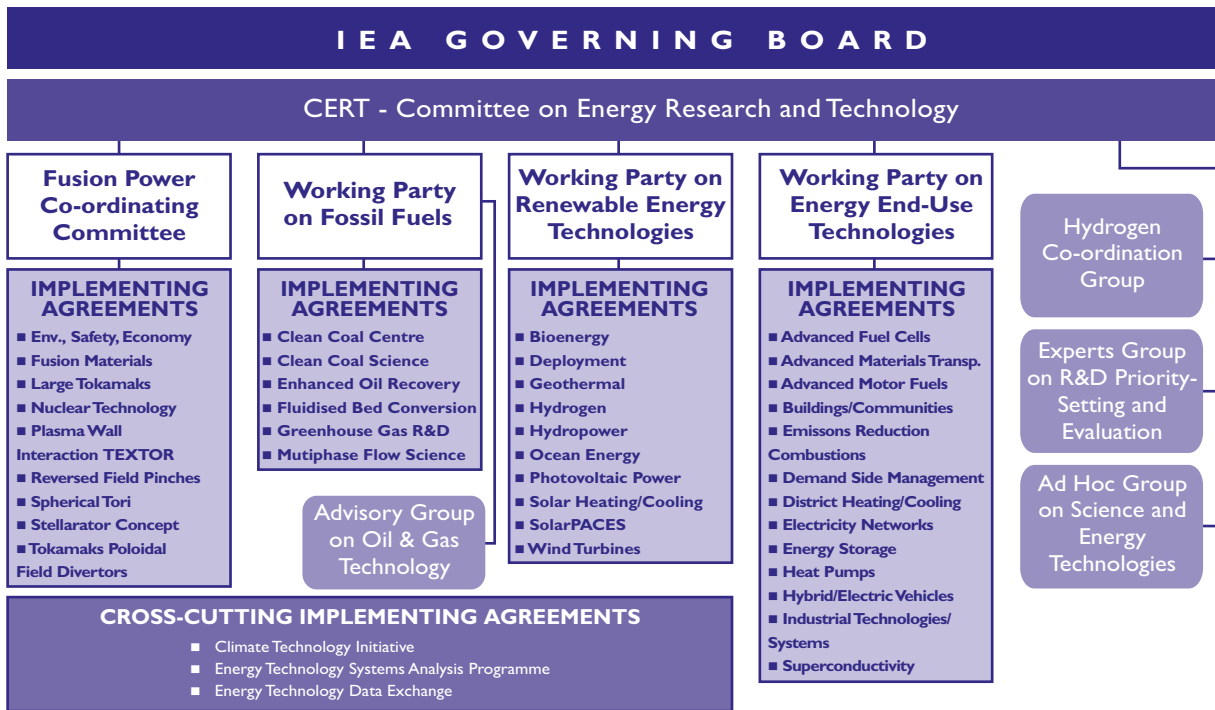 IEA GOVERNING BOARD
CERT - Committee on Energy Research and Technology
Fusion Power
Co-ordinating
Committee
IMPLEMENTING
AGREEMENTS
■ Env., Safety, Economy
■ Fusion Materials
■ Large Tokamaks
■ Nuclear Technology
■ Plasma Wall
Interaction TEXTOR
■ Reversed Field Pinches
■ Spherical Tori
■ Stellarator Concept
■ Tokamaks Poloidal
Field Divertors
Working Party
on Fossil Fuels
IMPLEMENTING
AGREEMENTS
■ Clean Coal Centre
■ Clean Coal Science
■ Enhanced Oil Recovery
■ Fluidised Bed Conversion
■ Greenhouse Gas R&D
■ Mutiphase Flow Science
Advisory Group
on Oil & Gas
Technology
Working Party on
Renewable Energy
Technologies
IMPLEMENTING
AGREEMENTS
■ Bioenergy
■ Deployment
■ Geothermal
■ Hydrogen
■ Hydropower
■ Ocean Energy
■ Photovoltaic Power
■ Solar Heating/Cooling
■ SolarPACES
■ Wind Turbines
Working Party on
Energy End-Use
Technologies
IMPLEMENTING
AGREEMENTS
■ Advanced Fuel Cells
■ Advanced Materials Transp.
■ Advanced Motor Fuels
■ Buildings/Communities
■ Emissons Reduction
Combustions
■ Demand Side Management
■ District Heating/Cooling
■ Electricity Networks
■ Energy Storage
■ Heat Pumps
■ Hybrid/Electric Vehicles
■ Industrial Technologies/
Systems
■ Superconductivity
Hydrogen
Co-ordination
Group
Experts Group
on R&D Priority-
Setting and
Evaluation
Ad Hoc Group
on Science and
Energy
Technologies
CROSS-CUTTING IMPLEMENTING AGREEMENTS
■ Climate Technology Initiative
■ Energy Technology Systems Analysis Programme
■ Energy Technology Data Exchange